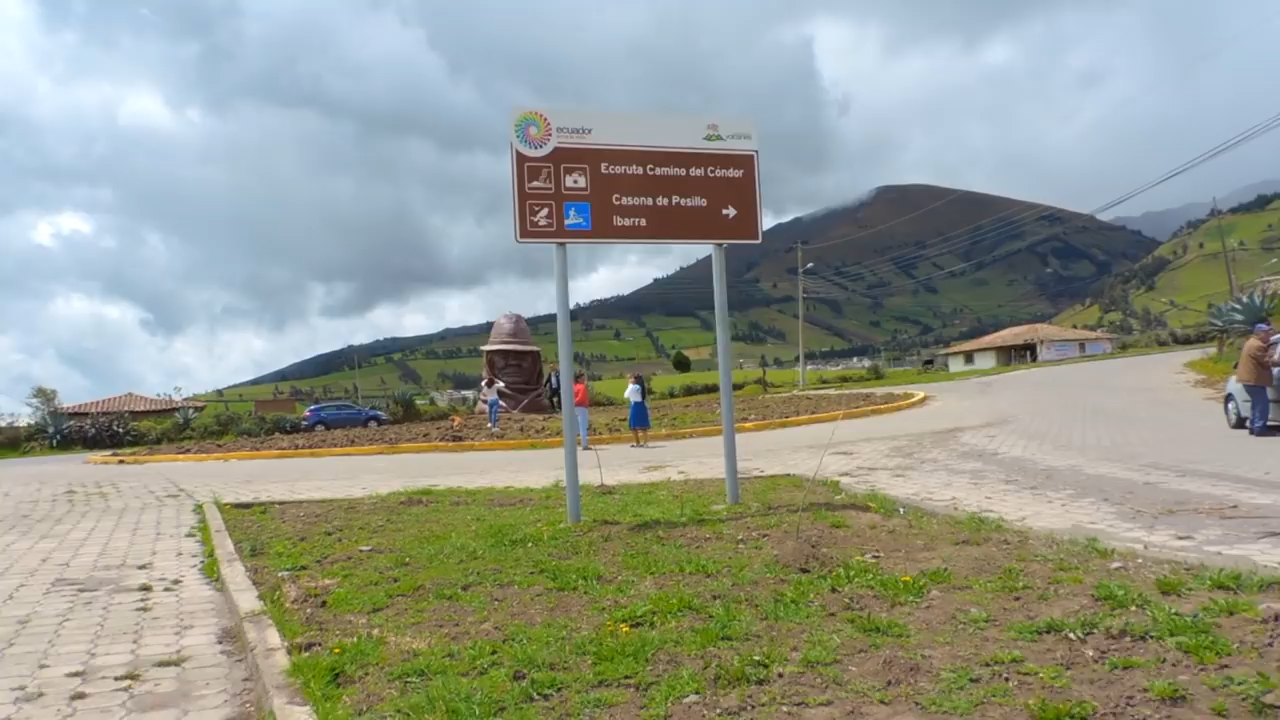 ecuador
Ecoruta Camino del Cóndor
Casona de Pesillo
Ibarra